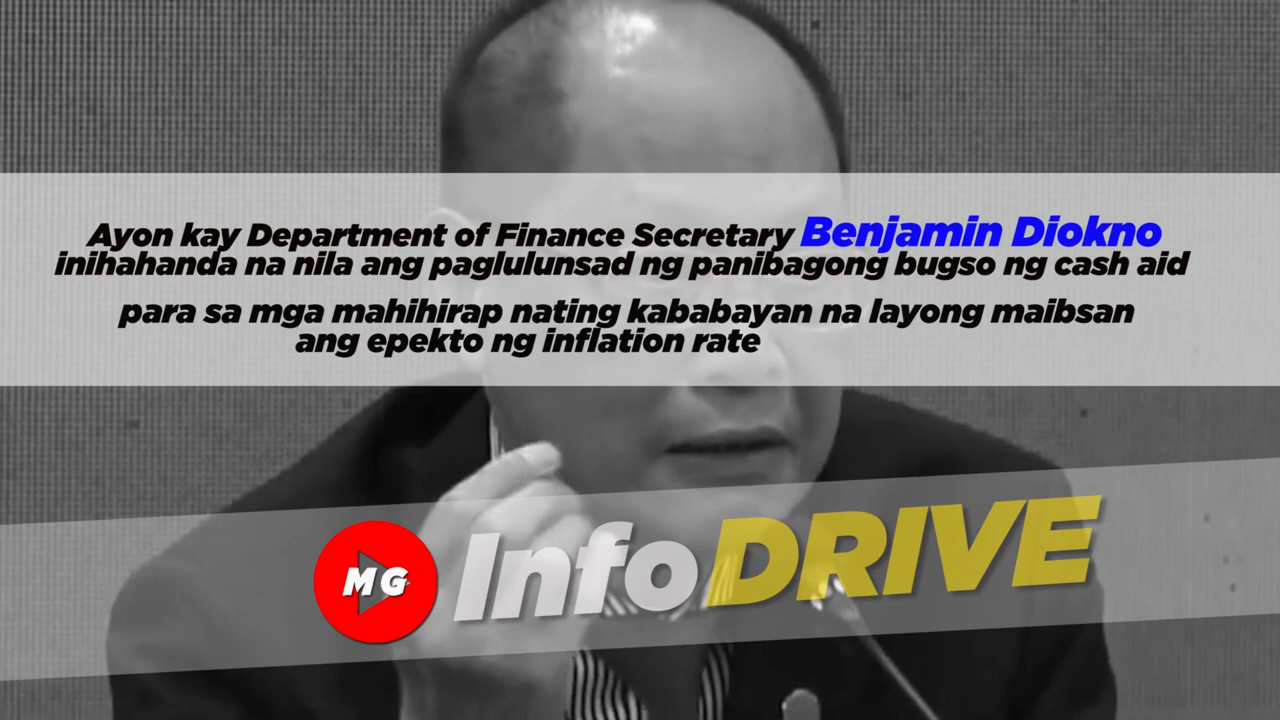 Ayon kay Department of Finance Secretary Benjamin Diokno
inihahanda na nila ang paglulunsad ng panibagong bugso ng cash aid
para sa mga mahihirap nating kababayan na layong maibsan
ang epekto ng inflation rate
MG InfoDRIVE